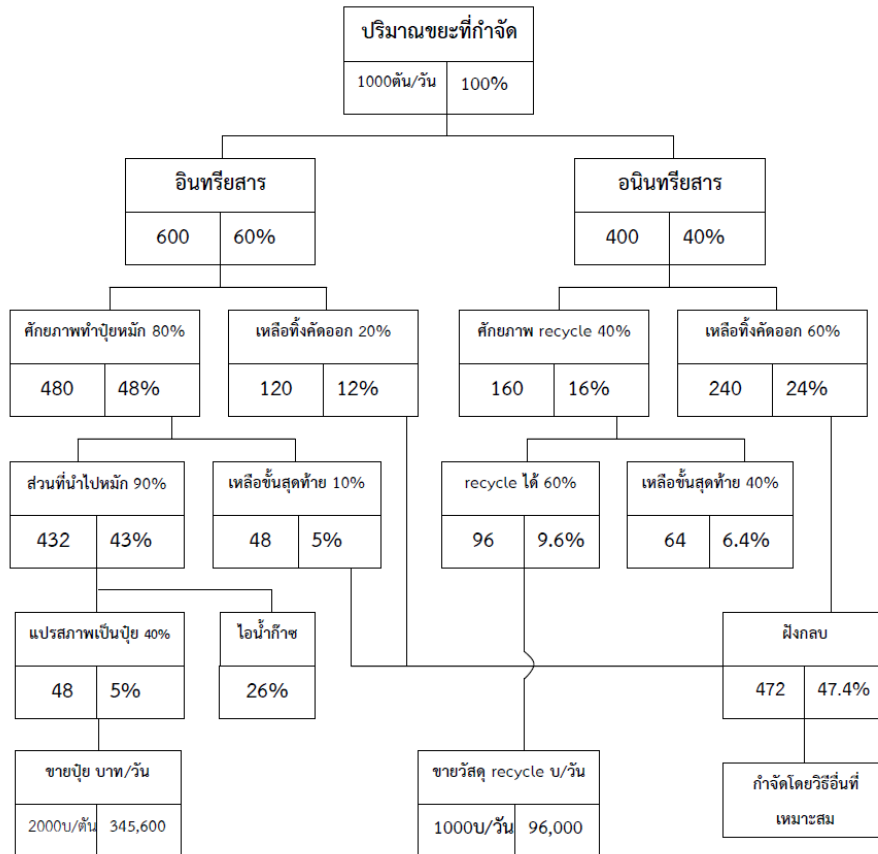 ปริมาณขยะที่กำจัด
1000ตัน/วัน 100%
อินทรียสาร
600 60%
อนินทรียสาร
400 40%
ศักยภาพทำปุ๋ยหมัก 80%
480 48%
เหลือทิ้งคัดออก 20%
120 12%
ศักยภาพ recycle 40%
160 16%
เหลือทิ้งคัดออก 60%
240 24%
ส่วนที่นำไปหมัก 90%
432 43%
เหลือขั้นสุดท้าย 10%
48 5%
recycle ได้ 60%
96 9.6%
เหลือขั้นสุดท้าย 40%
64 6.4%
แปรสภาพเป็นปุ๋ย 40%
48 5%
ไอน้ำก๊าซ
26%
ฝังกลบ
472 47.4%
ขายปุ๋ย บาท/วัน
2000บ/ตัน 345,600
ขายวัสดุ recycle บ/วัน
1000บ/วัน 96,000
กำจัดโดยวิธีอื่นที่
เหมาะสม